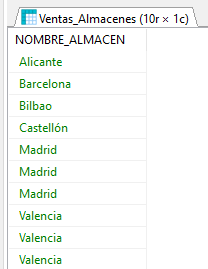 Ventas_Almacenes (10r × 1c)
NOMBRE_ALMACEN
Alicante
Barcelona
Bilbao
Castellón
Madrid
Madrid
Madrid
Valencia
Valencia
Valencia